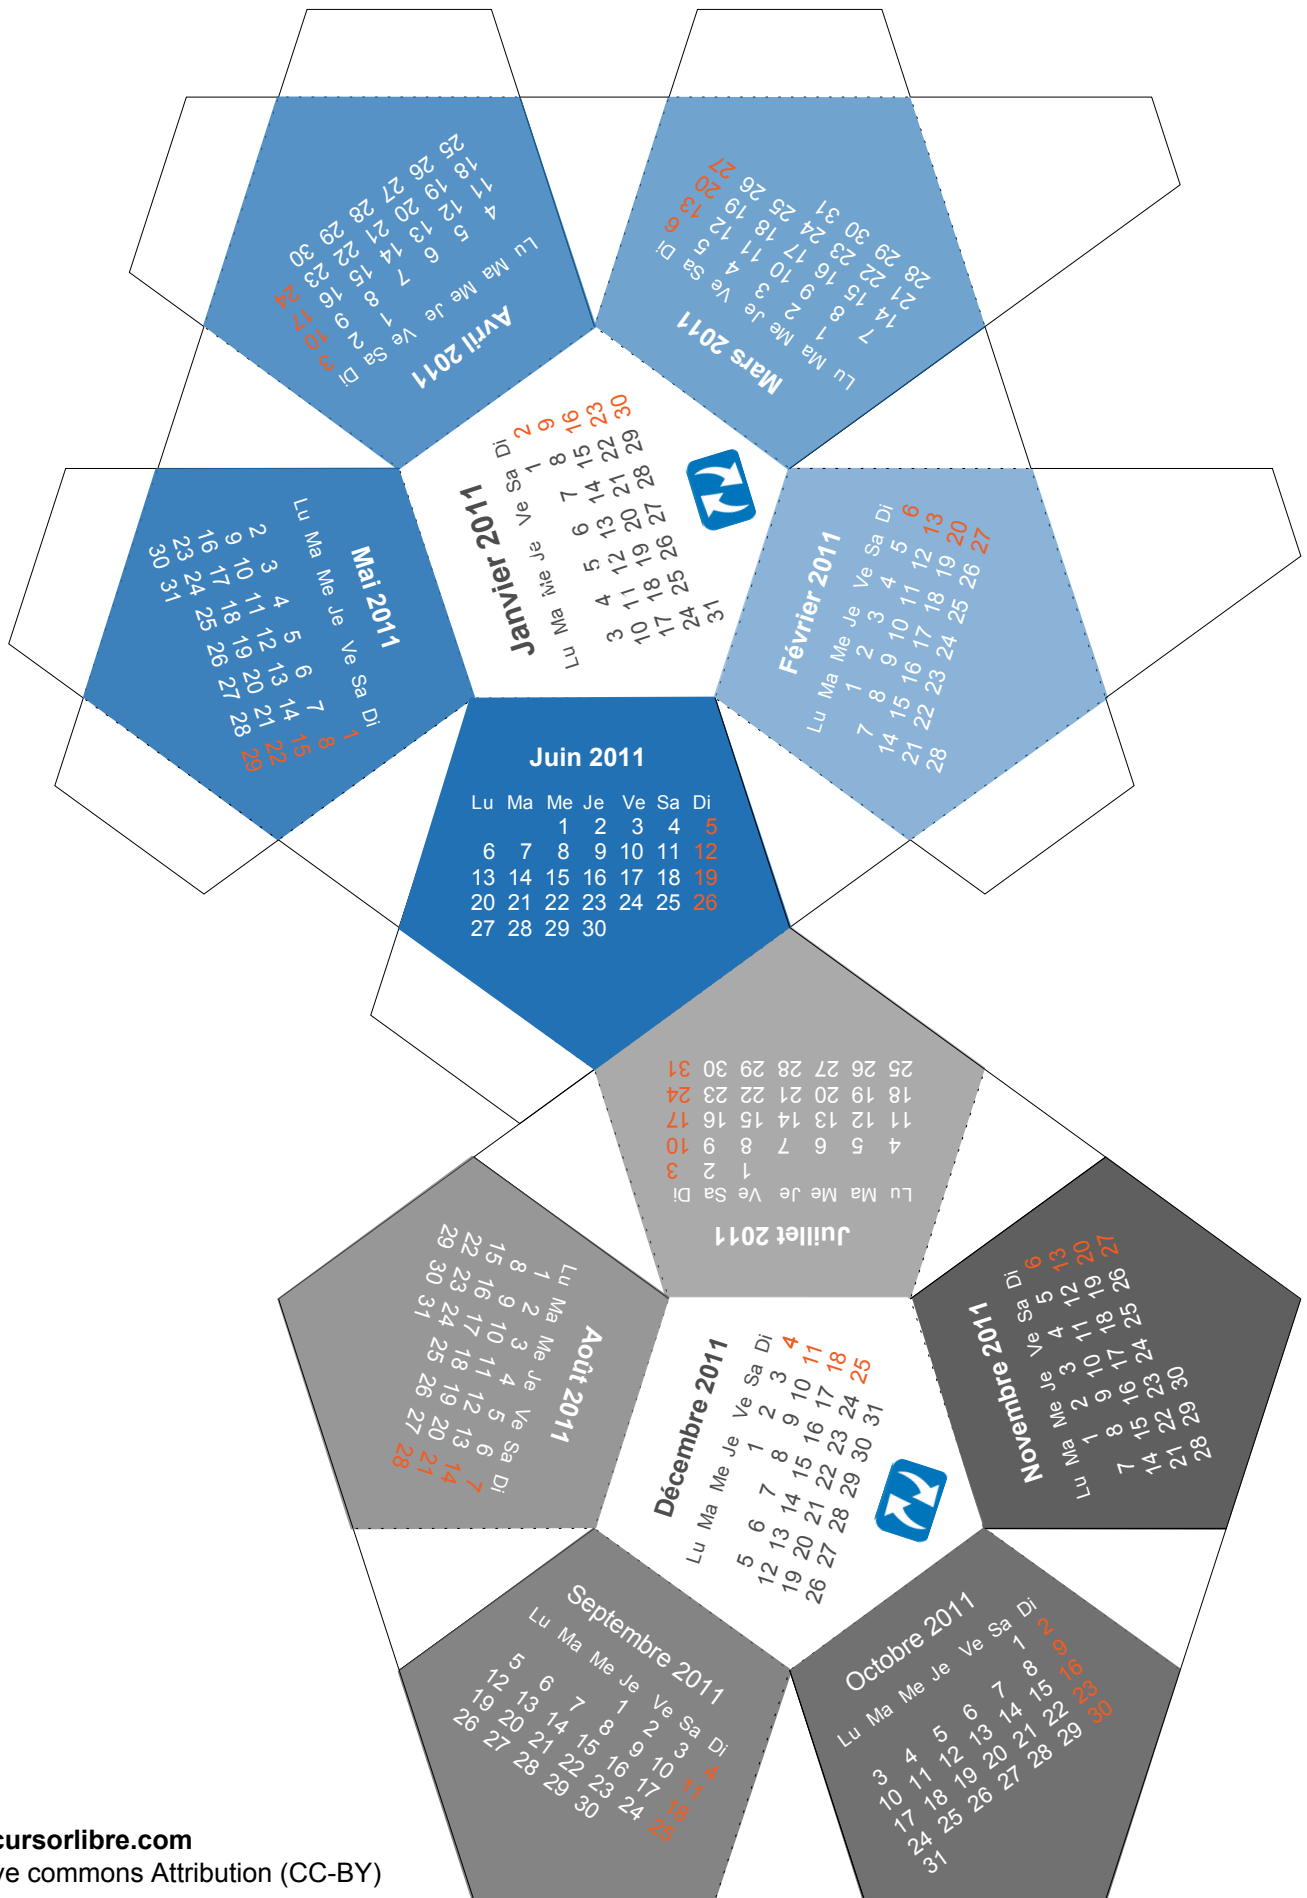 Janvier 2011
Lu Ma Me Je Ve Sa Di
1 2
3 4 5 6 7 8 9
10 11 12 13 14 15 16
17 18 19 20 21 22 23
24 25 26 27 28 29 30
31
Février 2011
Lu Ma Me Je Ve Sa Di
1 2 3 4 5 6
7 8 9 10 11 12 13
14 15 16 17 18 19 20
21 22 23 24 25 26 27
28
Mars 2011
Lu Ma Me Je Ve Sa Di
1 2 3 4 5 6
7 8 9 10 11 12 13
14 15 16 17 18 19 20
21 22 23 24 25 26 27
28 29 30 31
Avril 2011
Lu Ma Me Je Ve Sa Di
1 2 3
4 5 6 7 8 9 10
11 12 13 14 15 16 17
18 19 20 21 22 23 24
25 26 27 28 29 30
Mai 2011
Lu Ma Me Je Ve Sa Di
1
2 3 4 5 6 7 8
9 10 11 12 13 14 15
16 17 18 19 20 21 22
23 24 25 26 27 28 29
30 31
Juin 2011
Lu Ma Me Je Ve Sa Di
1 2 3 4 5
6 7 8 9 10 11 12
13 14 15 16 17 18 19
20 21 22 23 24 25 26
27 28 29 30
Juillet 2011
Lu Ma Me Je Ve Sa Di
1 2 3
4 5 6 7 8 9 10
11 12 13 14 15 16 17
18 19 20 21 22 23 24
25 26 27 28 29 30 31
Août 2011
Lu Ma Me Je Ve Sa Di
1 2 3 4 5 6 7
8 9 10 11 12 13 14
15 16 17 18 19 20 21
22 23 24 25 26 27 28
29 30 31
Septembre 2011
Lu Ma Me Je Ve Sa Di
1 2 3 4
5 6 7 8 9 10 11
12 13 14 15 16 17 18
19 20 21 22 23 24 25
26 27 28 29 30
Octobre 2011
Lu Ma Me Je Ve Sa Di
1 2
3 4 5 6 7 8 9
10 11 12 13 14 15 16
17 18 19 20 21 22 23
24 25 26 27 28 29 30
31
Novembre 2011
Lu Ma Me Je Ve Sa Di
1 2 3 4 5 6
7 8 9 10 11 12 13
14 15 16 17 18 19 20
21 22 23 24 25 26 27
28 29 30
Décembre 2011
Lu Ma Me Je Ve Sa Di
1 2 3 4
5 6 7 8 9 10 11
12 13 14 15 16 17 18
19 20 21 22 23 24 25
26 27 28 29 30 31
cursorlibre.com
ve commons Attribution (CC-BY)